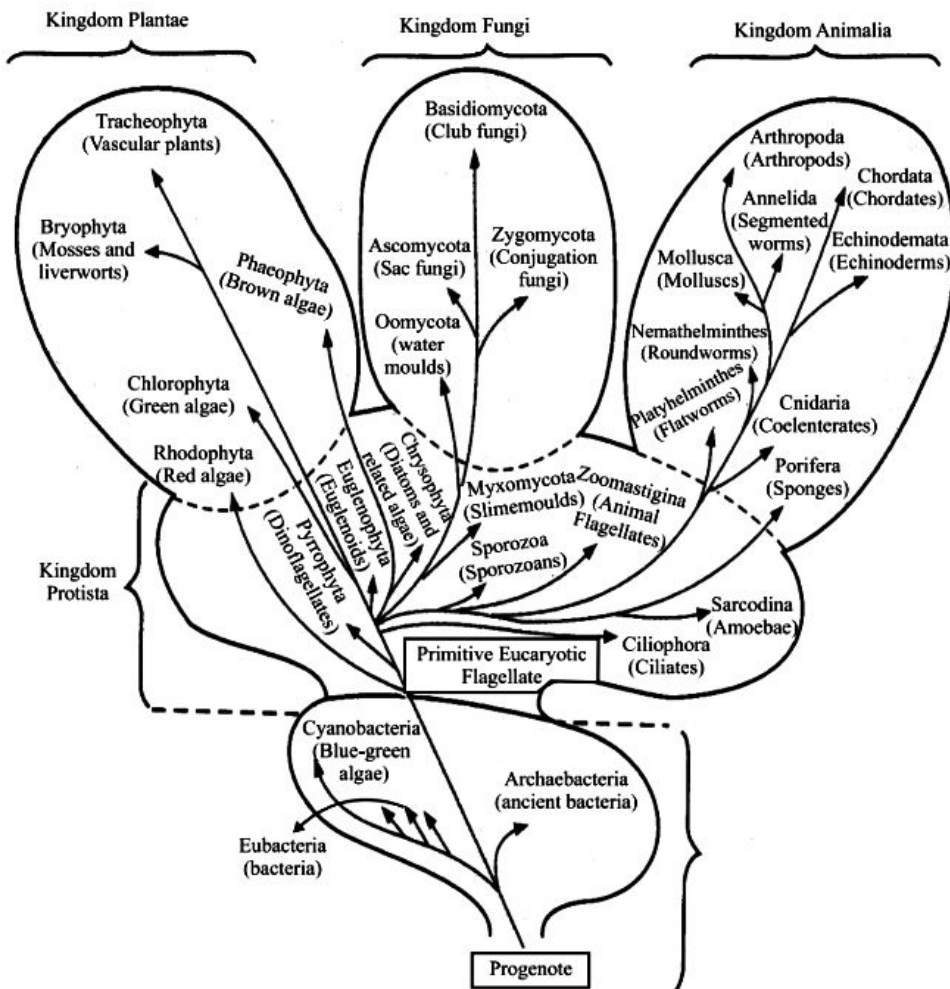 Kingdom Plantae
Kingdom Fungi
Kingdom Animalia
Tracheophyta
(Vascular plants)
Bryophyta
(Mosses and
liverworts)
Phaeophyta
(Brown algae)
Chlorophyta
(Green algae)
Rhodophyta
(Red algae)
Basidiomycota
(Club fungi)
Ascomycota
(Sac fungi)
Zygomycota
(Conjugation
fungi)
Oomycota
(water
moulds)
Arthropoda
(Arthropods)
Chordata
(Chordates)
Annelida
(Segmented
worms)
Echinodemata
(Echinoderms)
Mollusca
(Molluscs)
Nemathelminthes
(Roundworms)
Platyhelminthes
(Flatworms)
Cnidaria
(Coelenterates)
Porifera
(Sponges)
Kingdom
Protista
Pyrrophyta
(Dinoflagellates)
Euglenophyta
(Euglenoids)
Chrysophyta
(Diatoms and
related algae)
Myxomycota
(Slimemoulds)
Zoomastigina
(Animal
Flagellates)
Sporozoa
(Sporozoans)
Sarcodina
(Amoebae)
Ciliophora
(Ciliates)
Primitive Eucaryotic
Flagellate
Cyanobacteria
(Blue-green
algae)
Archaebacteria
(ancient bacteria)
Eubacteria
(bacteria)
Progenote